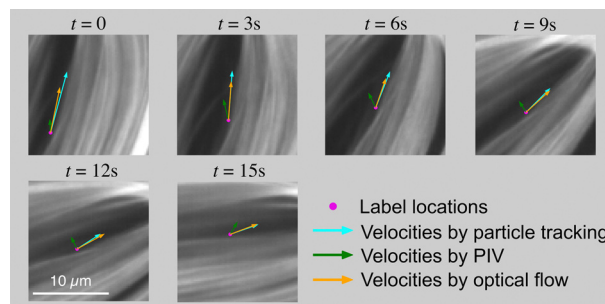 t = 0
t = 3s
t = 6s
t = 9s
t = 12s
t = 15s
10 µm
Label locations
Velocities by particle tracking
Velocities by PIV
Velocities by optical flow